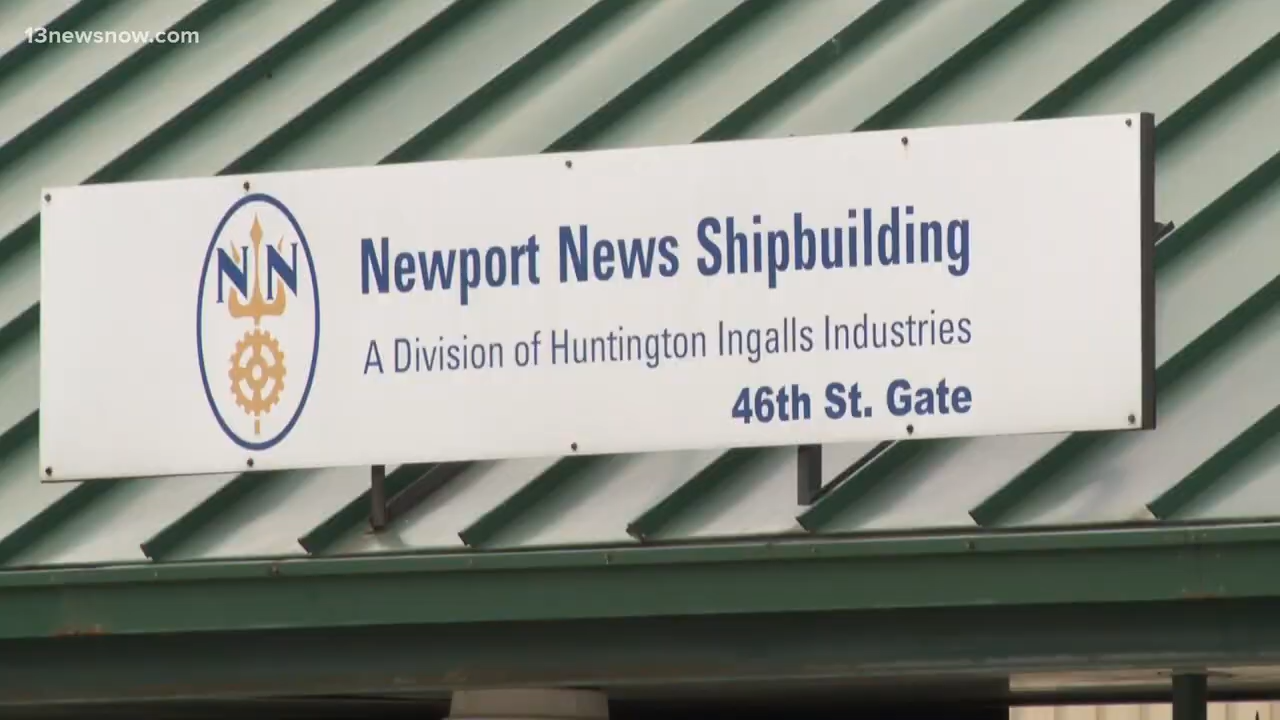 13newsnow.com
NN
Newport News Shipbuilding
A Division of Huntington Ingalls Industries
46th St. Gate